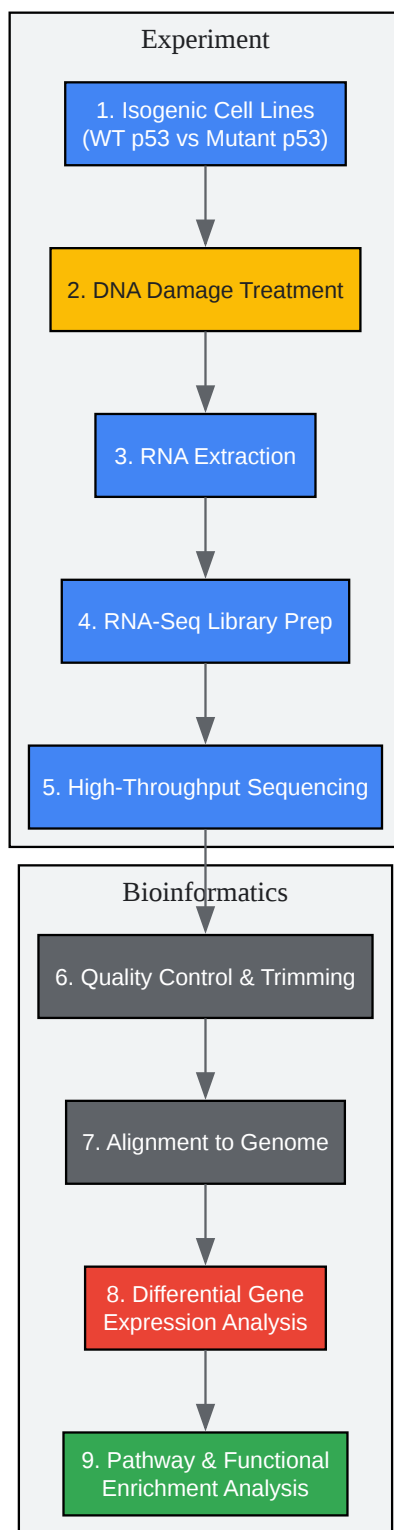 Experiment
1. Isogenic Cell Lines
(WT p53 vs Mutant p53)
2. DNA Damage Treatment
3. RNA Extraction
4. RNA-Seq Library Prep
5. High-Throughput Sequencing
Bioinformatics
6. Quality Control & Trimming
7. Alignment to Genome
8. Differential Gene
Expression Analysis
9. Pathway & Functional
Enrichment Analysis